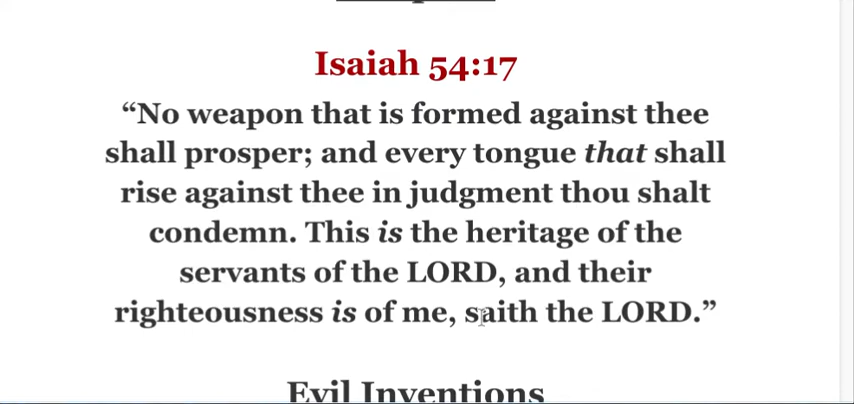 Isaiah 54:17
“No weapon that is formed against thee
shall prosper; and every tongue that shall
rise against thee in judgment thou shalt
condemn. This is the heritage of the
servants of the LORD, and their
righteousness is of me, saith the LORD.”
Evil Inventions